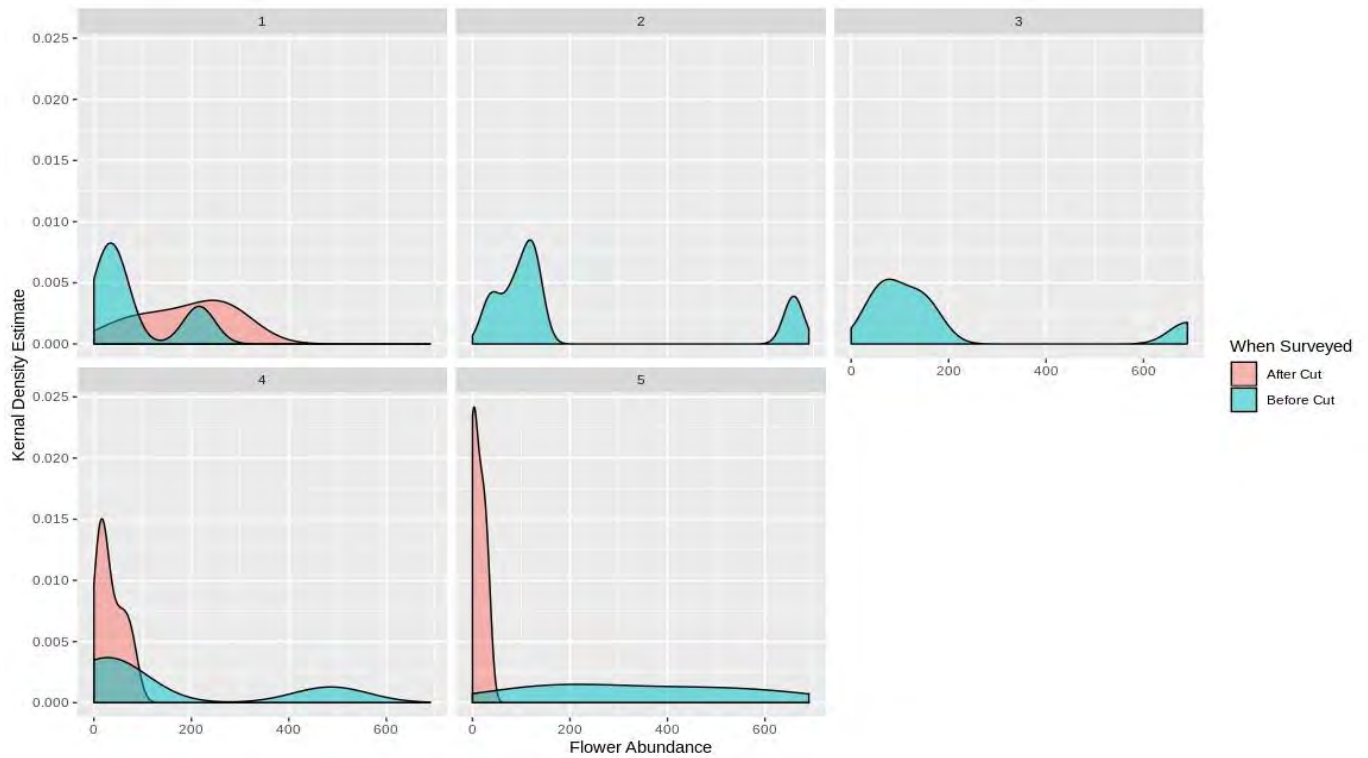 1 2 3
0.025
0.020
0.015
0.010
0.005
0.000
0 200 400 600
4 5
0.025
0.020
0.015
0.010
0.005
0.000
0 200 400 600 0 200 400 600
Kernal Density Estimate
Flower Abundance
When Surveyed
After Cut
Before Cut